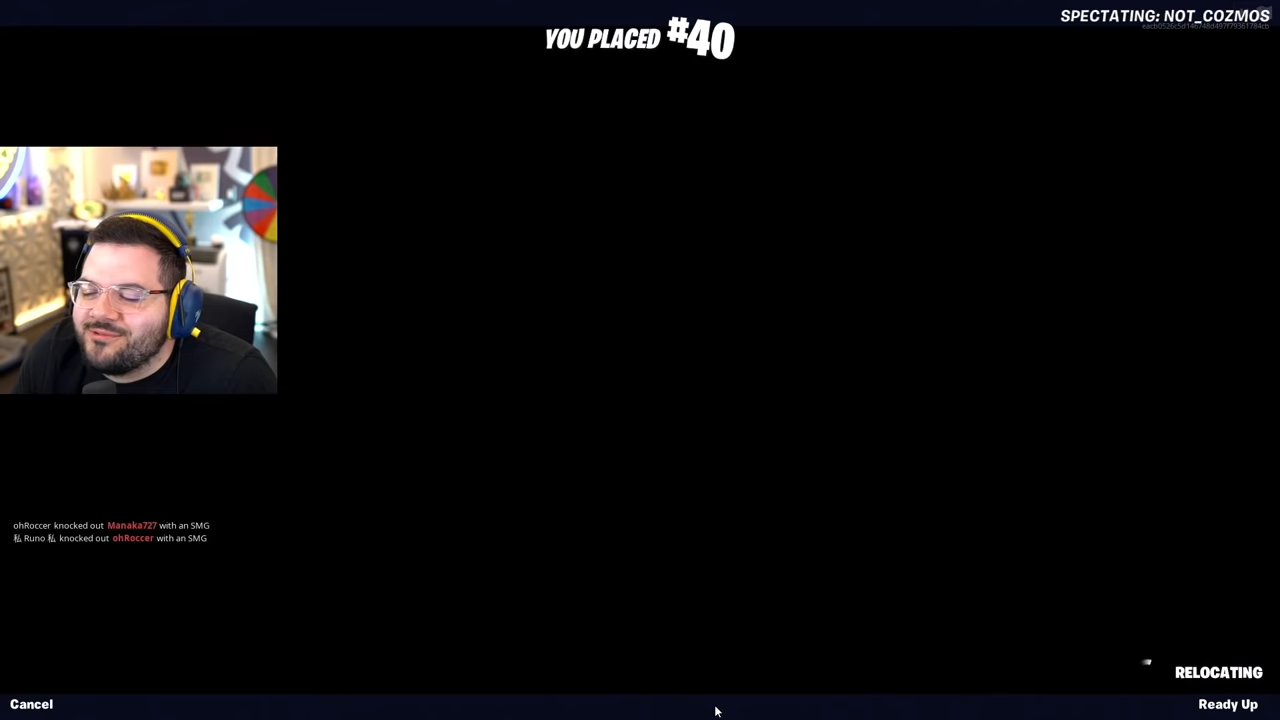 SPECTATING: NOT_COZMOS
YOU PLACED #40
ohRoccer knocked out Manaka727 with an SMG
私 Runo 私 knocked out ohRoccer with an SMG
RELOCATING
Cancel
Ready Up